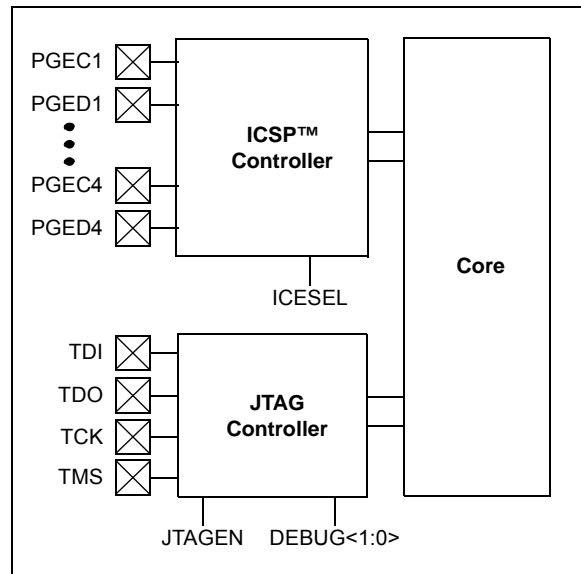 PGEC1
PGED1
PGEC4
PGED4
ICSP™
Controller
ICESEL
Core
TDI
TDO
TCK
TMS
JTAG
Controller
JTAGEN
DEBUG<1:0>